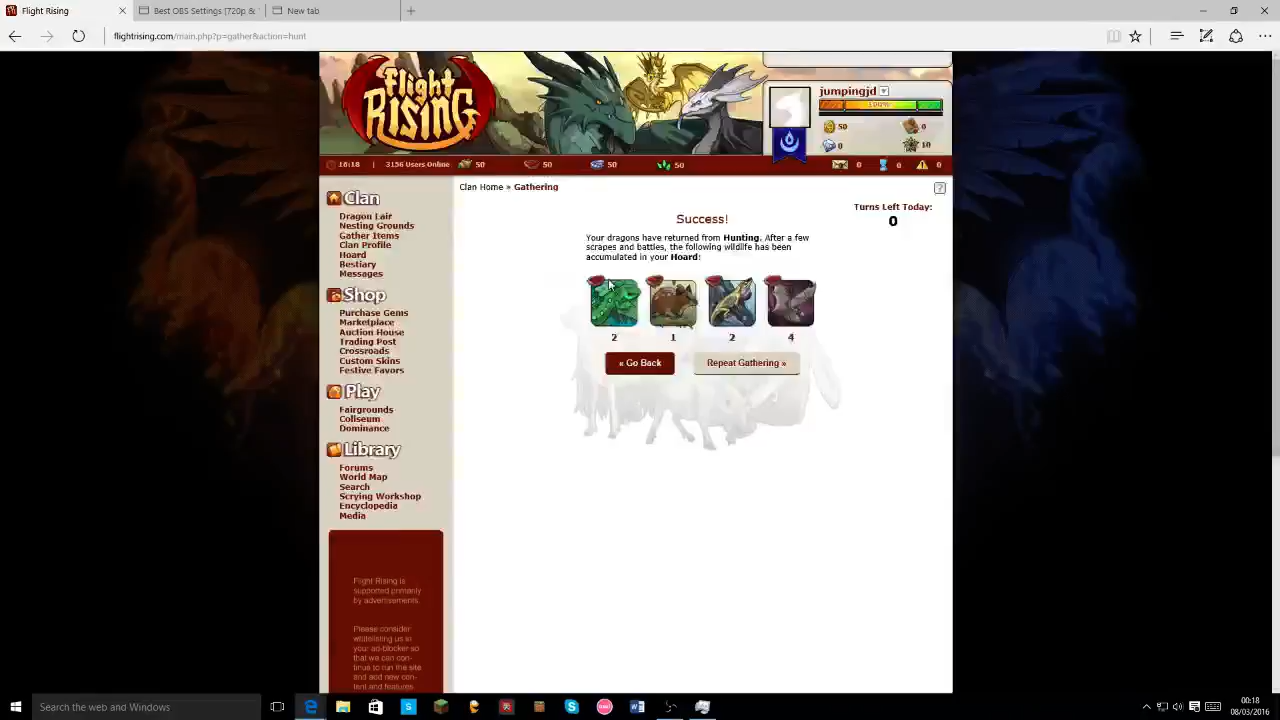 Flight Rising
Best OBS Settings [720p &
New tab
flightrising.com/main.php?p=gather&action=hunt
Flight
RISING
jumpingjd
100%
50
0
0
10
16:18 | 3156 Users Online
50
50
50
50
0
0
0
Clan
Dragon Lair
Nesting Grounds
Gather Items
Clan Profile
Hoard
Bestiary
Messages
Shop
Purchase Gems
Marketplace
Auction House
Trading Post
Crossroads
Custom Skins
Festive Favors
Play
Fairgrounds
Coliseum
Dominance
Library
Forums
World Map
Search
Scrying Workshop
Encyclopedia
Media
Flight Rising is
supported primarily
by advertisements.
Please consider
whitelisting us in
your ad-blocker so
that we can con-
tinue to run the site
and add new con-
tent and features.
Clan Home » Gathering
?
Turns Left Today:
0
Success!
Your dragons have returned from Hunting. After a few
scrapes and battles, the following wildlife has been
accumulated in your Hoard:
2
1
2
4
« Go Back
Repeat Gathering »
Search the web and Windows
00:18
08/03/2016